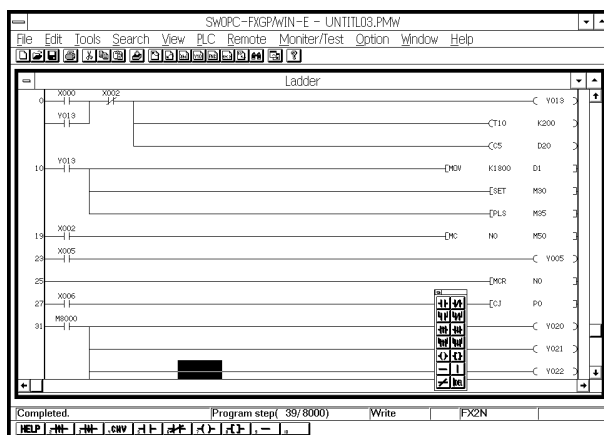 SW0PC-FXGP/WIN-E - UNTITL03.PMW
File Edit Tools Search View PLC Remote Moniter/Test Option Window Help
Ladder
X000 X002
0 Y013
Y013
T10 K200
C5 D20
Y013
10 MOV K1800 D1
SET M30
PLS M35
X002
19 MC N0 M50
X005
23 Y005
25 MCR N0
X006
27 CJ P0
M8000
31 Y020
Y021
Y022
Completed. Program step( 39/8000) Write FX2N
HELP CNV